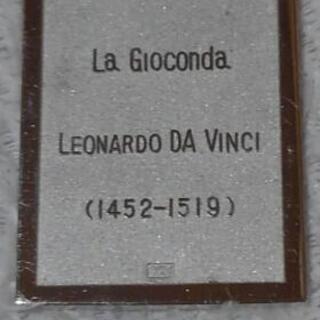 La Gioconda
Leonardo DA Vinci
(1452-1519)